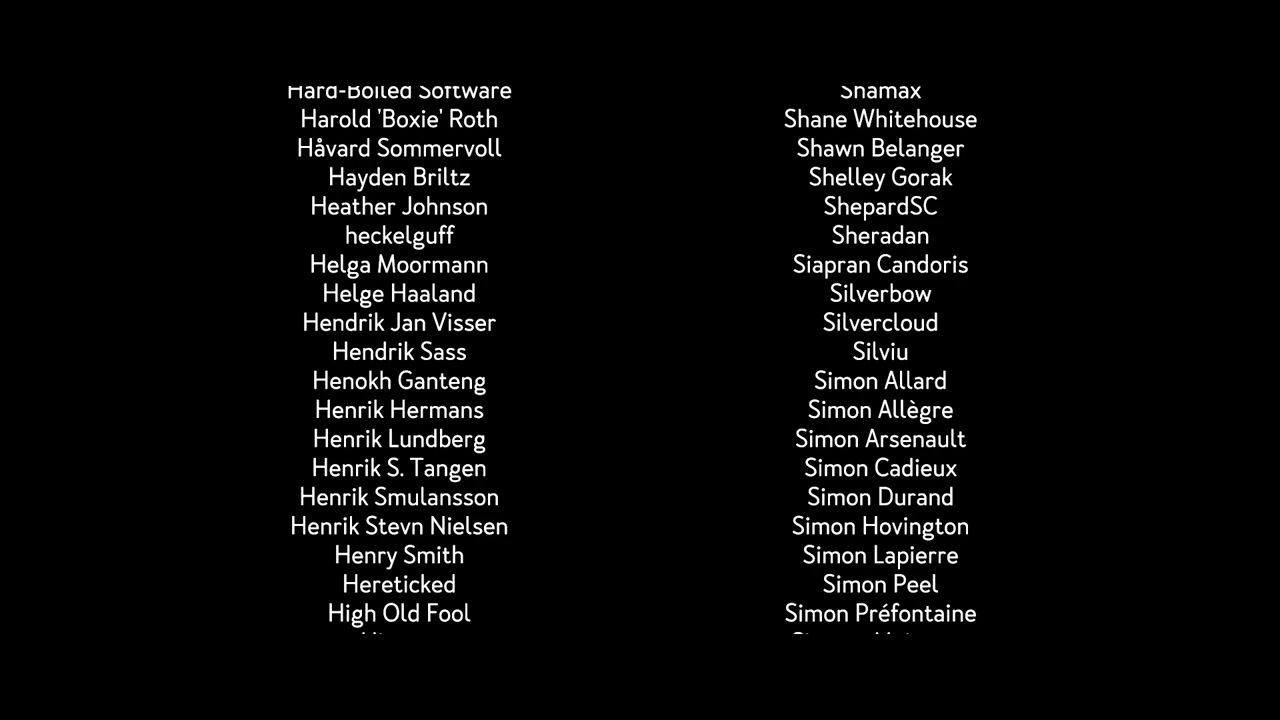 Hard-Boiled Software
Harold 'Boxie' Roth
Håvard Sommervoll
Hayden Briltz
Heather Johnson
heckelguff
Helga Moormann
Helge Haaland
Hendrik Jan Visser
Hendrik Sass
Henokh Ganteng
Henrik Hermans
Henrik Lundberg
Henrik S. Tangen
Henrik Smulansson
Henrik Stevn Nielsen
Henry Smith
Hereticked
High Old Fool
Shamax
Shane Whitehouse
Shawn Belanger
Shelley Gorak
ShepardSC
Sheradan
Siapran Candoris
Silverbow
Silvercloud
Silviu
Simon Allard
Simon Allègre
Simon Arsenault
Simon Cadieux
Simon Durand
Simon Hovington
Simon Lapierre
Simon Peel
Simon Préfontaine